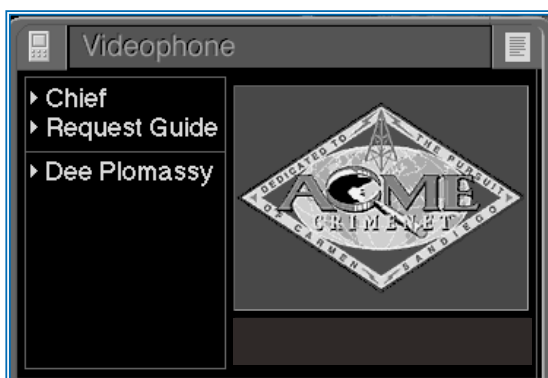 Videophone
Chief
Request Guide
Dee Plomassy
DEDICATED TO THE PURSUIT
ACME
CRIMENET
OF CARMEN SANDIEGO